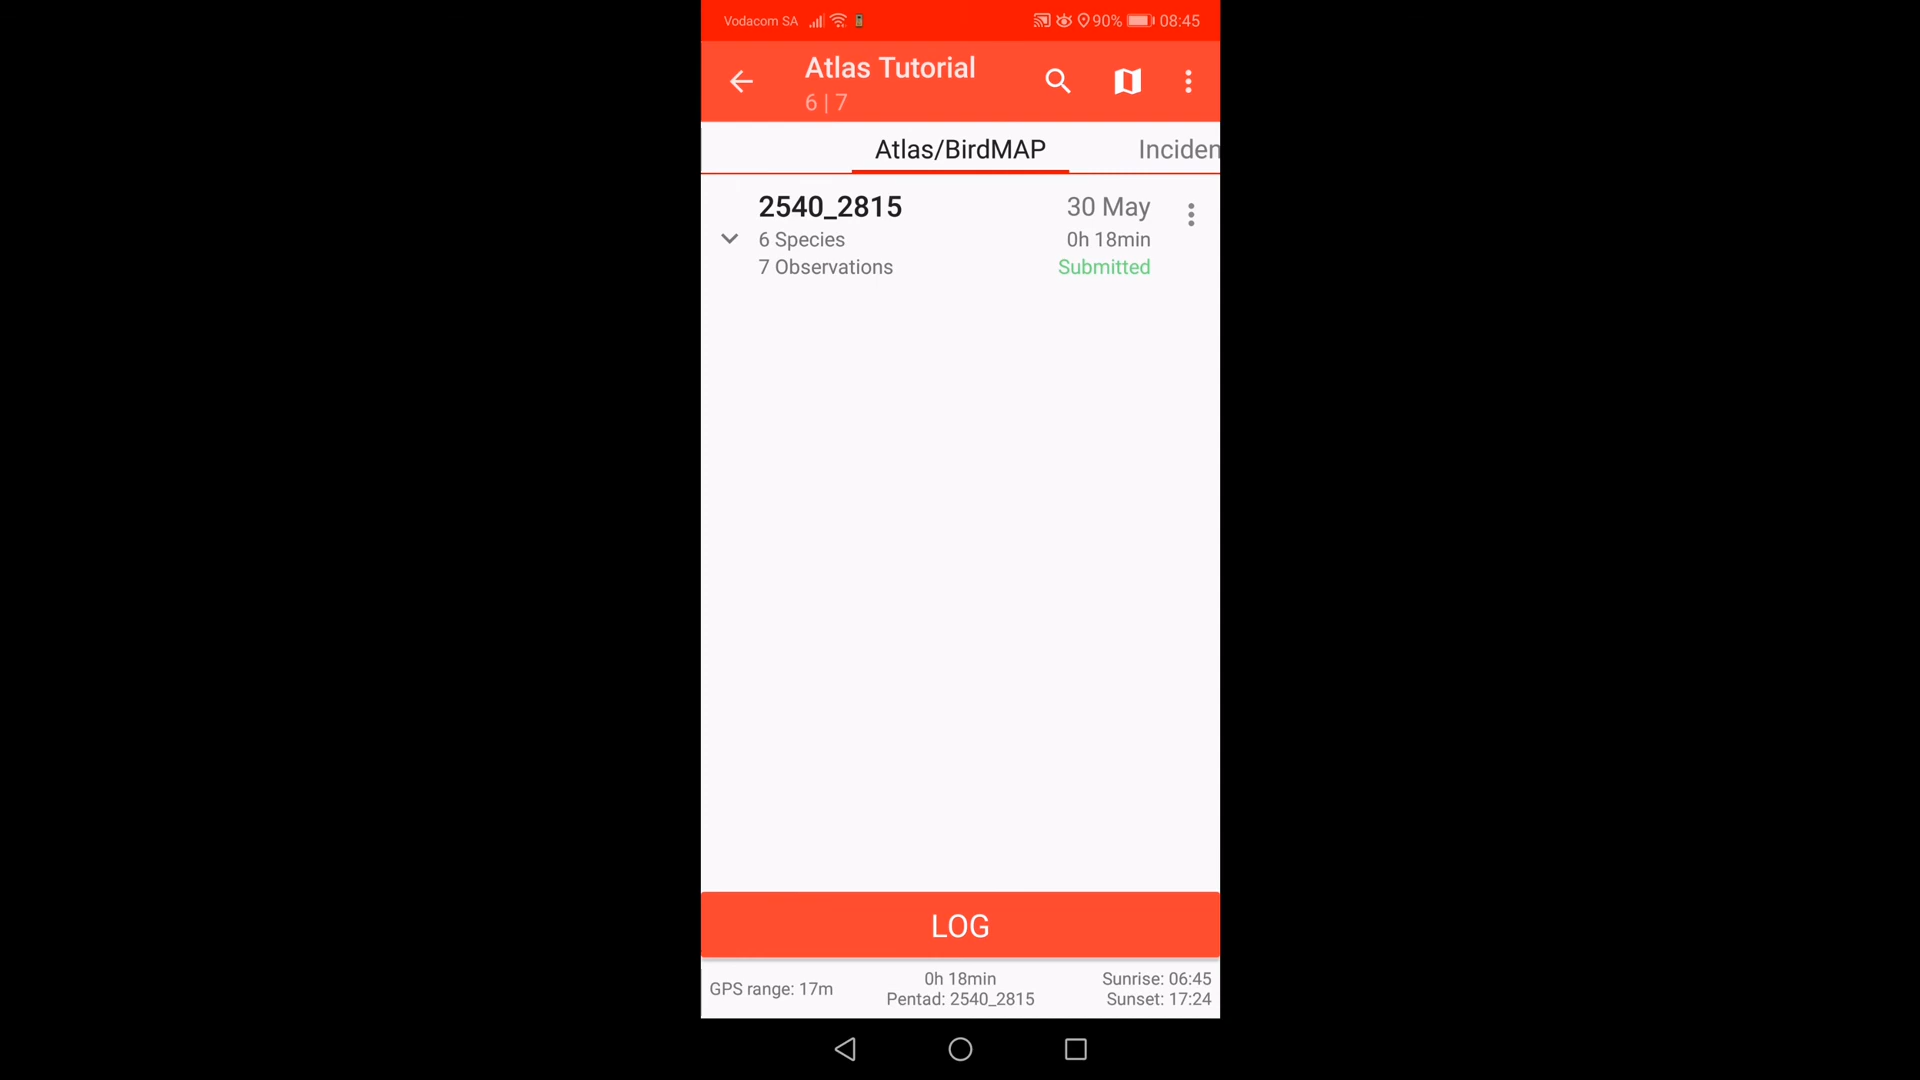 Vodacom SA 90% 08:45
Atlas Tutorial
6 | 7
Atlas/BirdMAP Inciden
2540_2815 30 May
6 Species 0h 18min
7 Observations Submitted
LOG
GPS range: 17m
0h 18min
Pentad: 2540_2815
Sunrise: 06:45
Sunset: 17:24